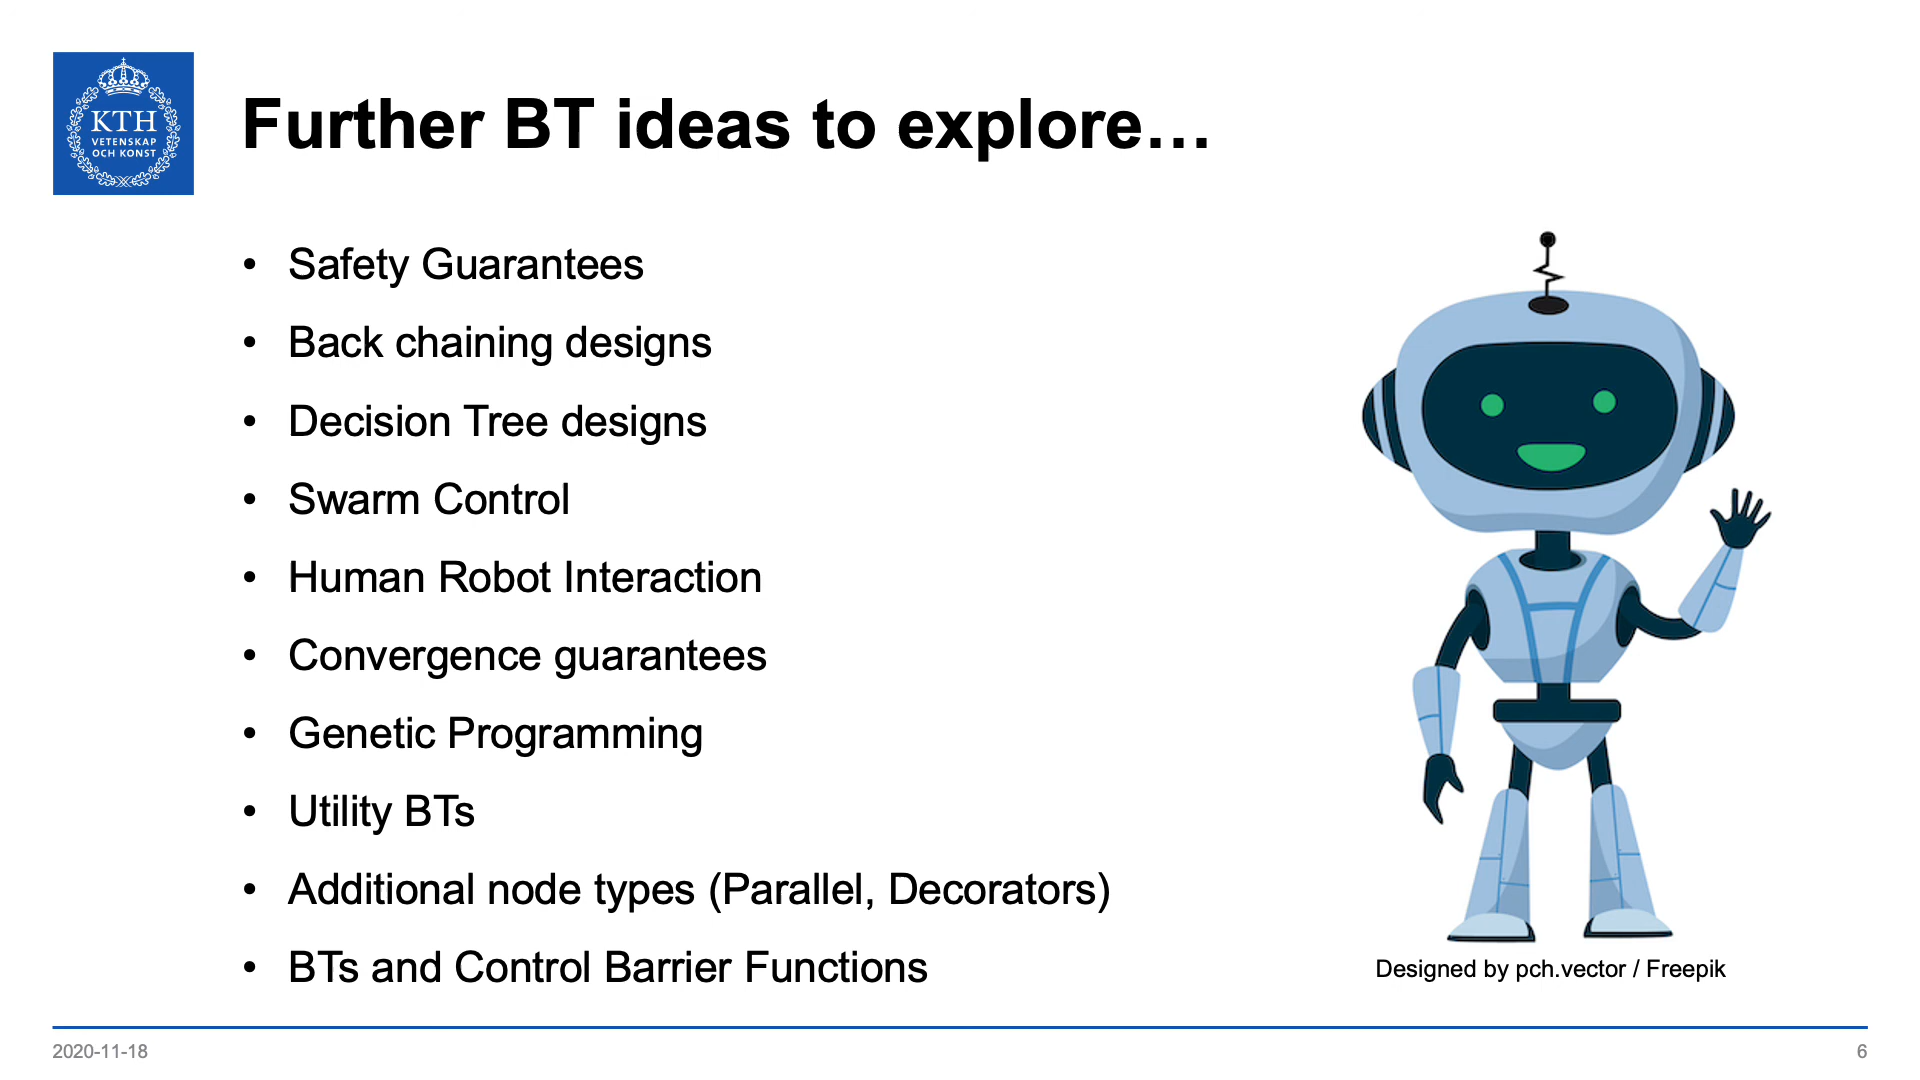 KTH
VETENSKAP
OCH KONST
Further BT ideas to explore…
• Safety Guarantees
• Back chaining designs
• Decision Tree designs
• Swarm Control
• Human Robot Interaction
• Convergence guarantees
• Genetic Programming
• Utility BTs
• Additional node types (Parallel, Decorators)
• BTs and Control Barrier Functions
Designed by pch.vector / Freepik
2020-11-18
6